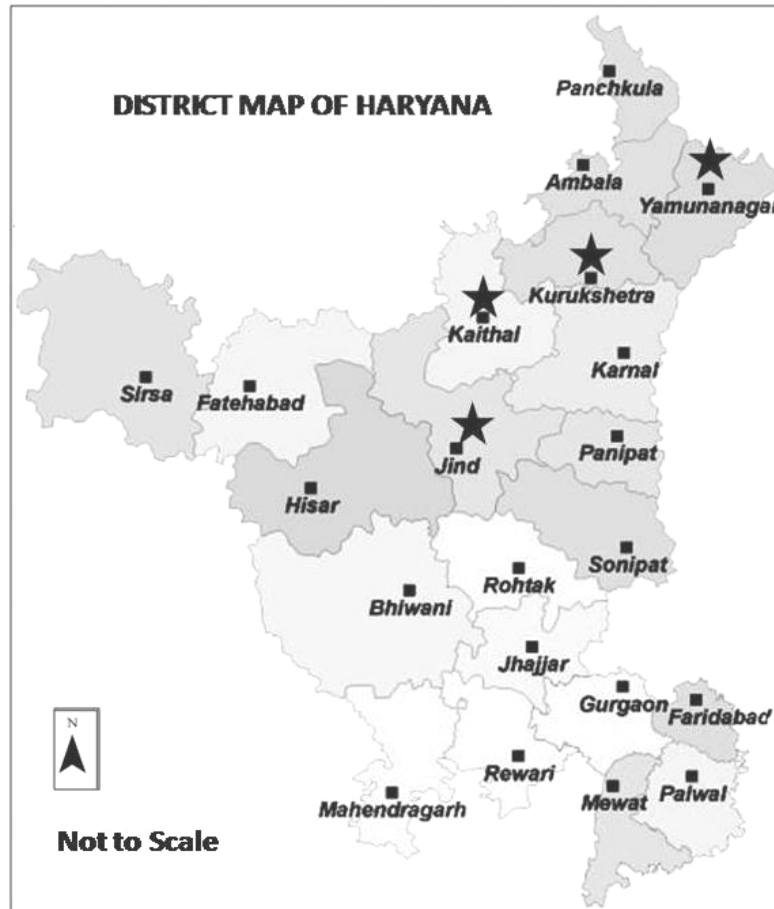 Panchkula
DISTRICT MAP OF HARYANA
Ambala
Yamunanagar
Kurukshetra
Kaithal
Karnal
Sirsa
Fatehabad
Jind
Panipat
Hisar
Sonipat
Rohtak
Bhiwani
Jhajjar
Gurgaon
Faridabad
N
Rewari
Mewat
Palwal
Mahendragarh
Not to Scale